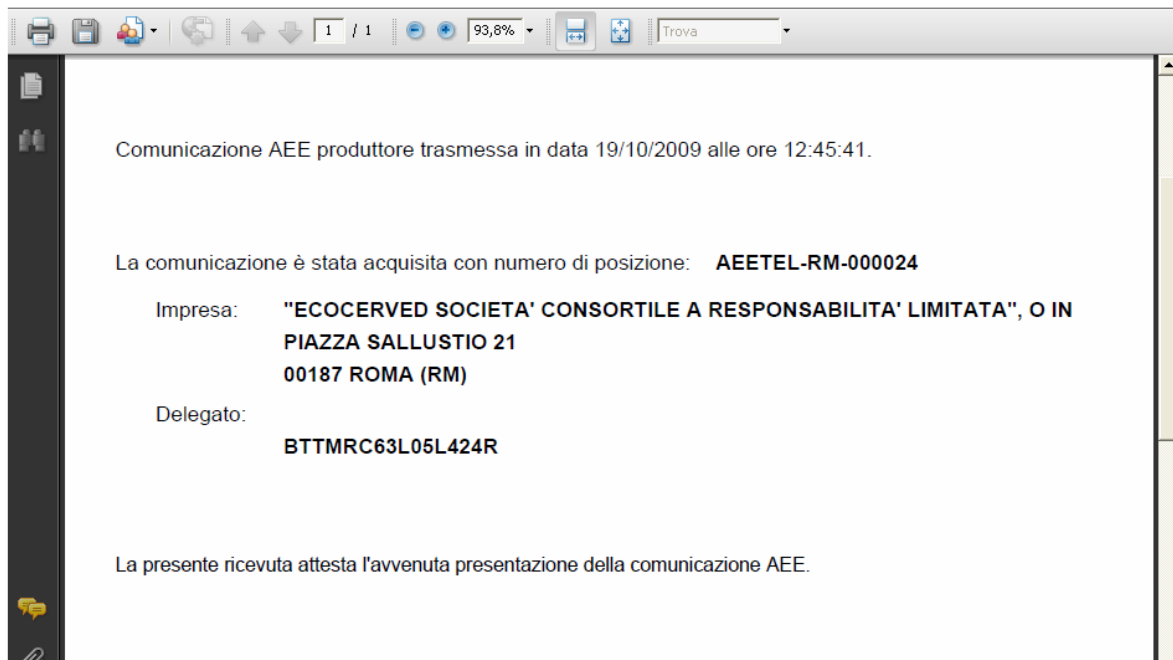 1 / 1 93,8% Trova
Comunicazione AEE produttore trasmessa in data 19/10/2009 alle ore 12:45:41.
La comunicazione è stata acquisita con numero di posizione: AEETEL-RM-000024
Impresa: "ECOCERVED SOCIETA' CONSORTILE A RESPONSABILITA' LIMITATA", O IN
PIAZZA SALLUSTIO 21
00187 ROMA (RM)
Delegato:
BTTMRC63L05L424R
La presente ricevuta attesta l'avvenuta presentazione della comunicazione AEE.